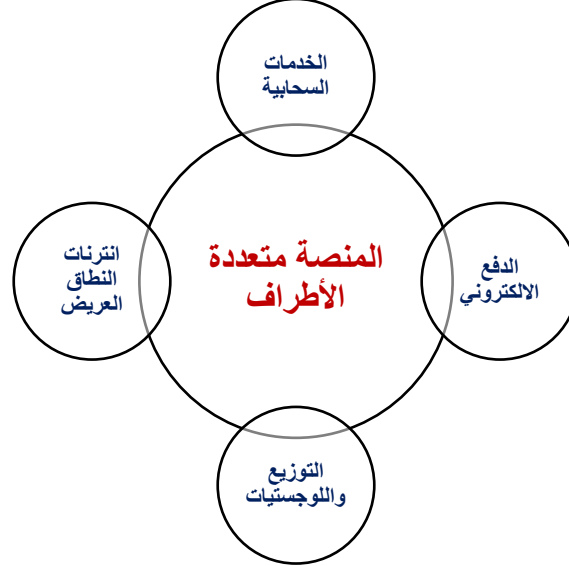 الخدمات
السحابية
المنصة متعددة
الأطراف
الدفع
الالكتروني
انترنات
النطاق
العريض
التوزيع
واللوجستيات